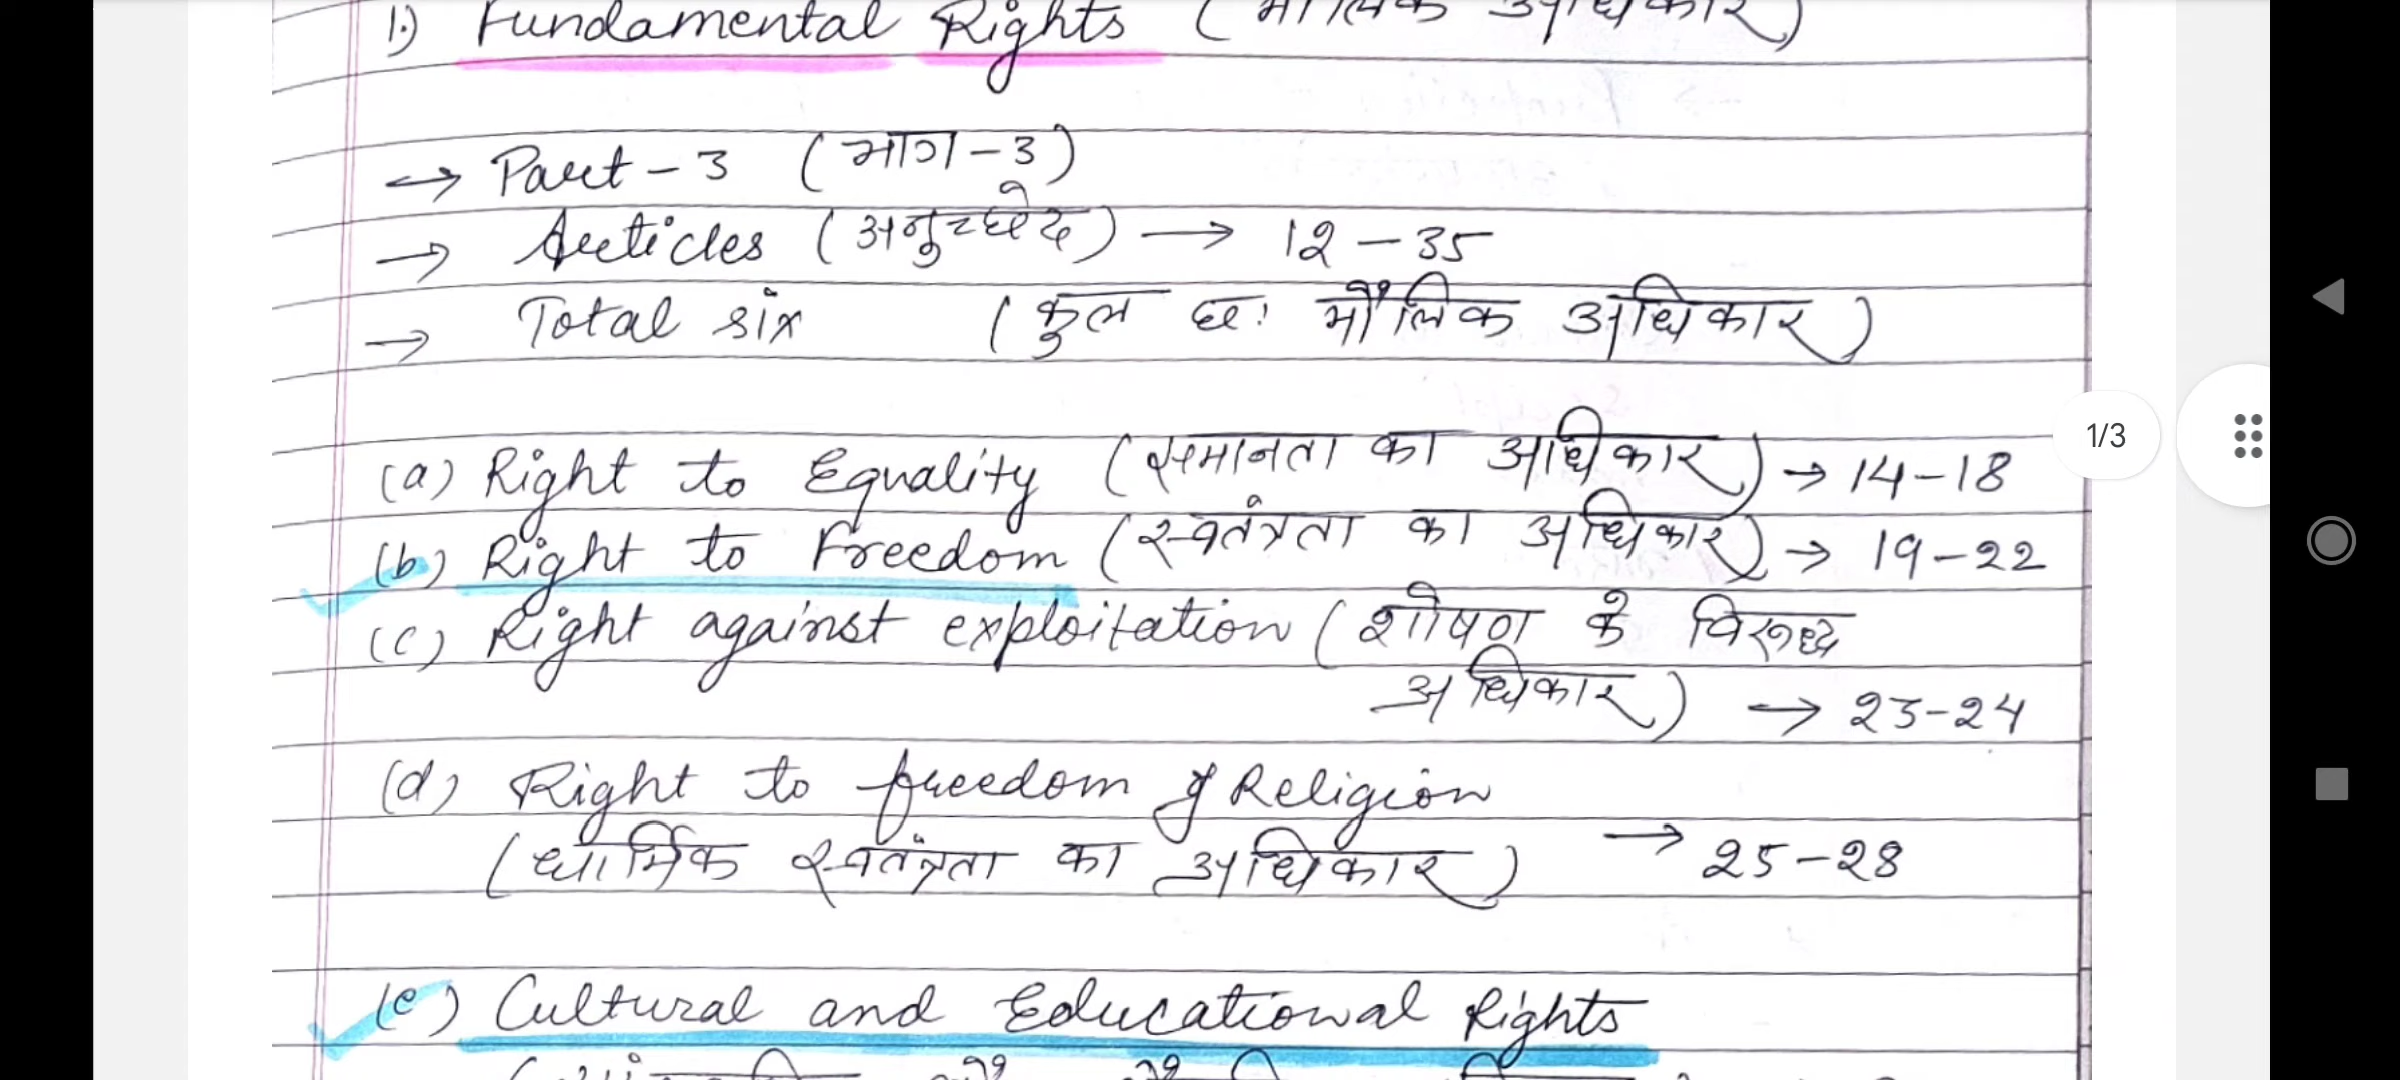 1.) Fundamental Rights (मौलिक अधिकार)
→ Part - 3 (भाग - 3)
→ Articles (अनुच्छेद) → 12 - 35
→ Total six (कुल छः मौलिक अधिकार)
(a) Right to Equality (समानता का अधिकार) → 14-18
(b) Right to Freedom (स्वतंत्रता का अधिकार) → 19-22
(c) Right against exploitation (शोषण के विरुद्ध
अधिकार) → 23-24
(d) Right to freedom of Religion
(धार्मिक स्वतंत्रता का अधिकार) → 25-28
(e) Cultural and Educational Rights
1/3